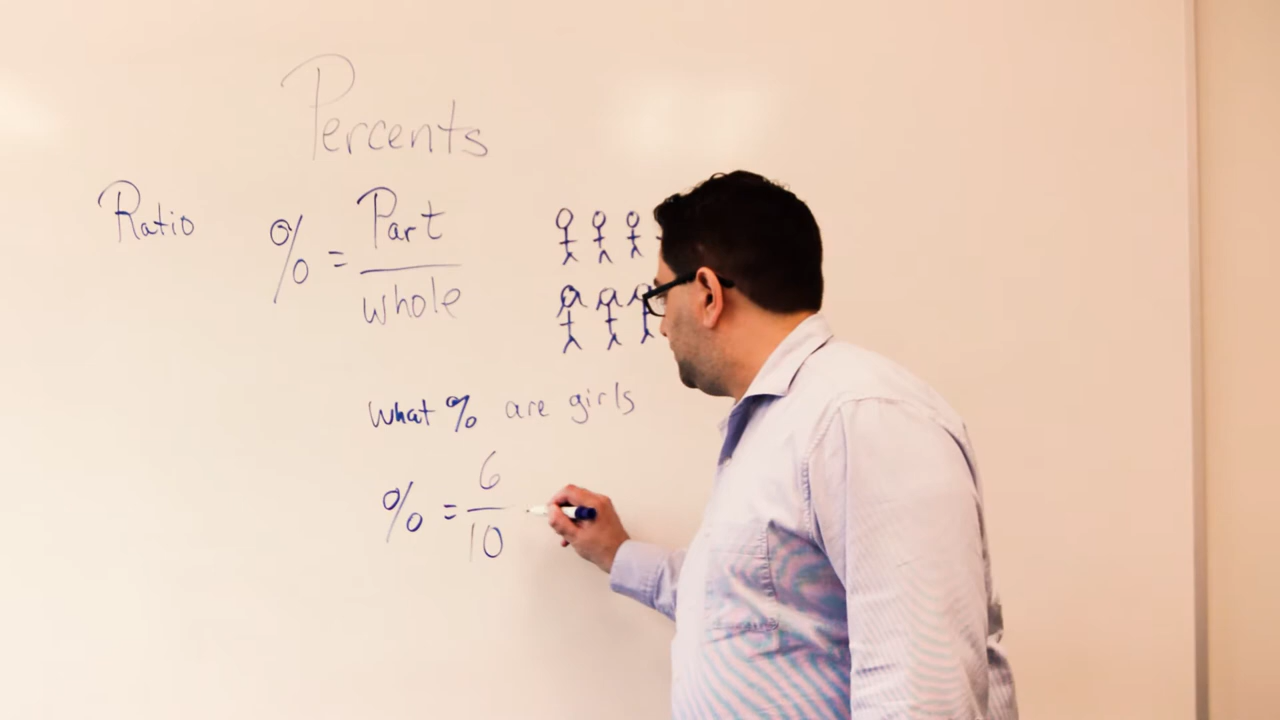 Percents
Ratio
% = Part
whole
what % are girls
% = 6
10